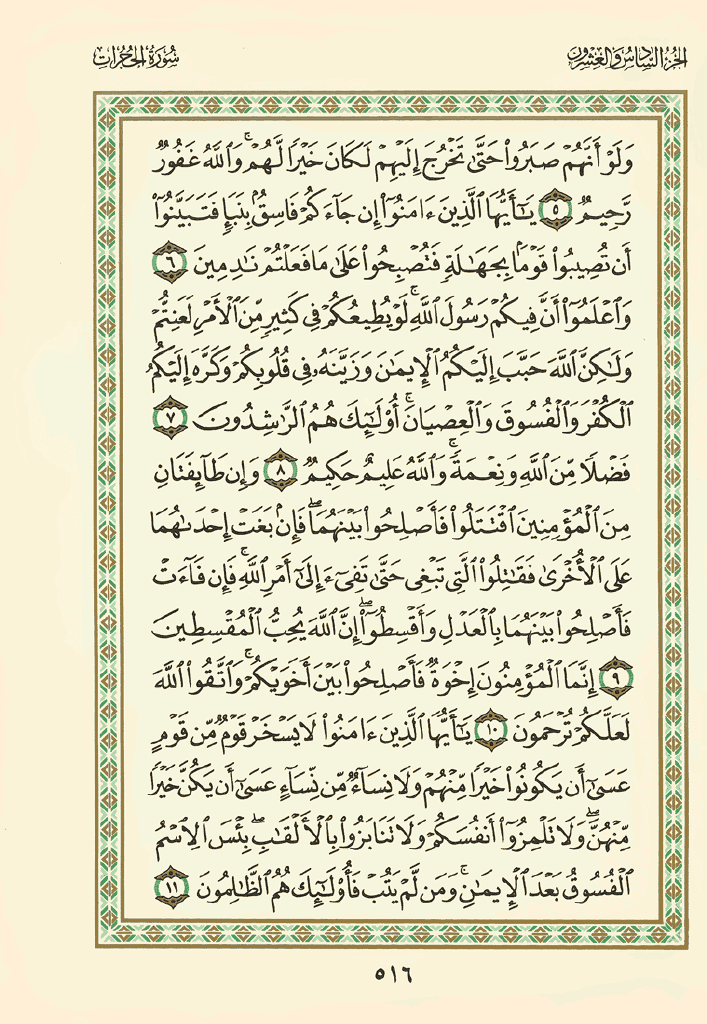 الجزء السادس والعشرون
سورة الحجرات
وَلَوْ أَنَّهُمْ صَبَرُوا۟ حَتَّىٰ تَخْرُجَ إِلَيْهِمْ لَكَانَ خَيْرًا لَّهُمْ ۚ وَٱللَّهُ غَفُورٌ
رَّحِيمٌ ٥ يَـٰٓأَيُّهَا ٱلَّذِينَ ءَامَنُوٓا۟ إِن جَآءَكُمْ فَاسِقٌۢ بِنَبَإٍ فَتَبَيَّنُوٓا۟
أَن تُصِيبُوا۟ قَوْمًۢا بِجَهَـٰلَةٍ فَتُصْبِحُوا۟ عَلَىٰ مَا فَعَلْتُمْ نَـٰدِمِينَ ٦
وَٱعْلَمُوٓا۟ أَنَّ فِيكُمْ رَسُولَ ٱللَّهِ ۚ لَوْ يُطِيعُكُمْ فِى كَثِيرٍ مِّنَ ٱلْأَمْرِ لَعَنِتُّمْ
وَلَـٰكِنَّ ٱللَّهَ حَبَّبَ إِلَيْكُمُ ٱلْإِيمَـٰنَ وَزَيَّنَهُۥ فِى قُلُوبِكُمْ وَكَرَّهَ إِلَيْكُمُ
ٱلْكُفْرَ وَٱلْفُسُوقَ وَٱلْعِصْيَانَ ۚ أُو۟لَـٰٓئِكَ هُمُ ٱلرَّٰشِدُونَ ٧
فَضْلًا مِّنَ ٱللَّهِ وَنِعْمَةً ۚ وَٱللَّهُ عَلِيمٌ حَكِيمٌ ٨ وَإِن طَآئِفَتَانِ
مِنَ ٱلْمُؤْمِنِينَ ٱقْتَتَلُوا۟ فَأَصْلِحُوا۟ بَيْنَهُمَا ۖ فَإِنۢ بَغَتْ إِحْدَىٰهُمَا
عَلَى ٱلْأُخْرَىٰ فَقَـٰتِلُوا۟ ٱلَّتِى تَبْغِى حَتَّىٰ تَفِىٓءَ إِلَىٰٓ أَمْرِ ٱللَّهِ ۚ فَإِن فَآءَتْ
فَأَصْلِحُوا۟ بَيْنَهُمَا بِٱلْعَدْلِ وَأَقْسِطُوٓا۟ ۖ إِنَّ ٱللَّهَ يُحِبُّ ٱلْمُقْسِطِينَ
٩ إِنَّمَا ٱلْمُؤْمِنُونَ إِخْوَةٌ فَأَصْلِحُوا۟ بَيْنَ أَخَوَيْكُمْ ۚ وَٱتَّقُوا۟ ٱللَّهَ
لَعَلَّكُمْ تُرْحَمُونَ ١٠ يَـٰٓأَيُّهَا ٱلَّذِينَ ءَامَنُوا۟ لَا يَسْخَرْ قَوْمٌ مِّن قَوْمٍ
عَسَىٰٓ أَن يَكُونُوا۟ خَيْرًا مِّنْهُمْ وَلَا نِسَآءٌ مِّن نِّسَآءٍ عَسَىٰٓ أَن يَكُنَّ خَيْرًا
مِّنْهُنَّ ۖ وَلَا تَلْمِزُوٓا۟ أَنفُسَكُمْ وَلَا تَنَابَزُوا۟ بِٱلْأَلْقَـٰبِ ۖ بِئْسَ ٱلِٱسْمُ
ٱلْفُسُوقُ بَعْدَ ٱلْإِيمَـٰنِ ۚ وَمَن لَّمْ يَتُبْ فَأُو۟لَـٰٓئِكَ هُمُ ٱلظَّـٰلِمُونَ ١١
٥١٦